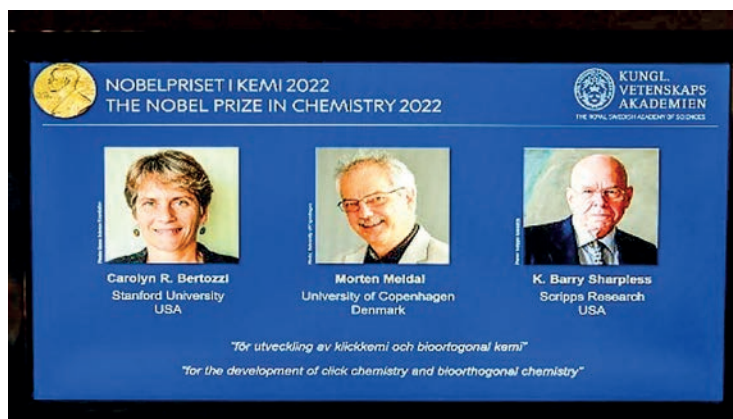 NOBELPRISET I KEMI 2022
THE NOBEL PRIZE IN CHEMISTRY 2022
KUNGL.
VETENSKAPS
AKADEMIEN
THE ROYAL SWEDISH ACADEMY OF SCIENCES
Carolyn R. Bertozzi
Stanford University
USA
Morten Meldal
University of Copenhagen
Denmark
K. Barry Sharpless
Scripps Research
USA
"för utveckling av klickkemi och bioortogonal kemi"
"for the development of click chemistry and bioorthogonal chemistry"